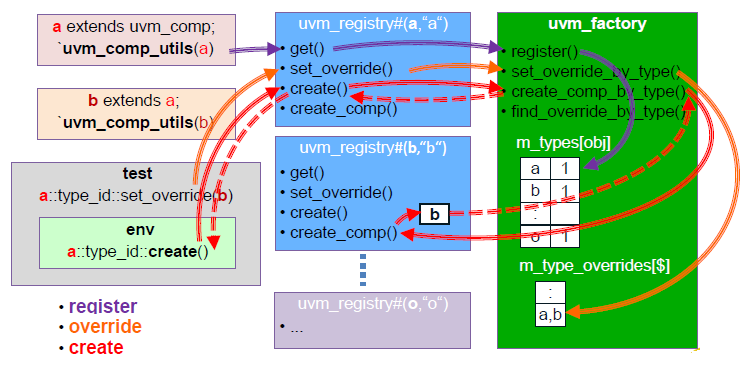 a extends uvm_comp;
`uvm_comp_utils(a)
b extends a;
`uvm_comp_utils(b)
test
a::type_id::set_override(b)
env
a::type_id::create()
• register
• override
• create
uvm_registry#(a,“a“)
• get()
• set_override()
• create()
• create_comp()
uvm_registry#(b,“b“)
• get()
• set_override()
• create()
b
• create_comp()
uvm_registry#(o,“o“)
• ...
uvm_factory
• register()
• set_override_by_type()
• create_comp_by_type()
• find_override_by_type()
m_types[obj]
a 1
b 1
:
o 1
m_type_overrides[$]
:
a,b